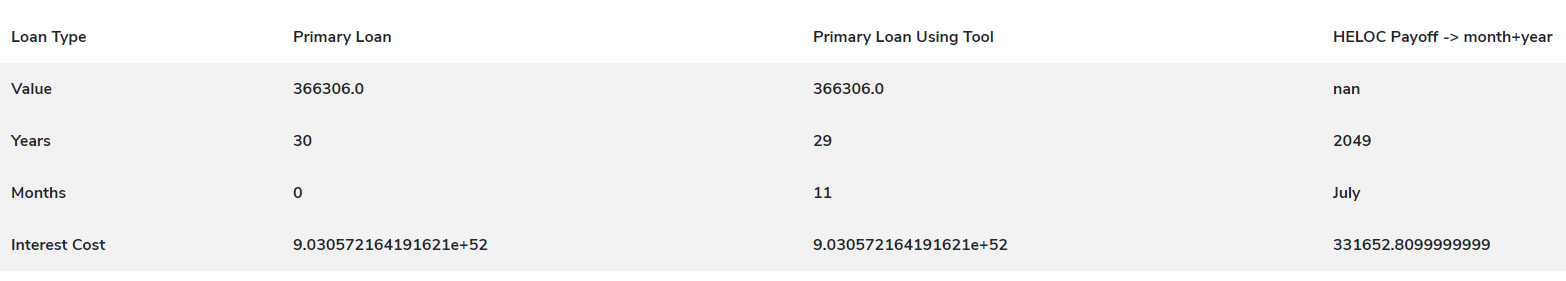 Loan Type Primary Loan Primary Loan Using Tool HELOC Payoff -> month+year
Value 366306.0 366306.0 nan
Years 30 29 2049
Months 0 11 July
Interest Cost 9.030572164191621e+52 9.030572164191621e+52 331652.8099999999